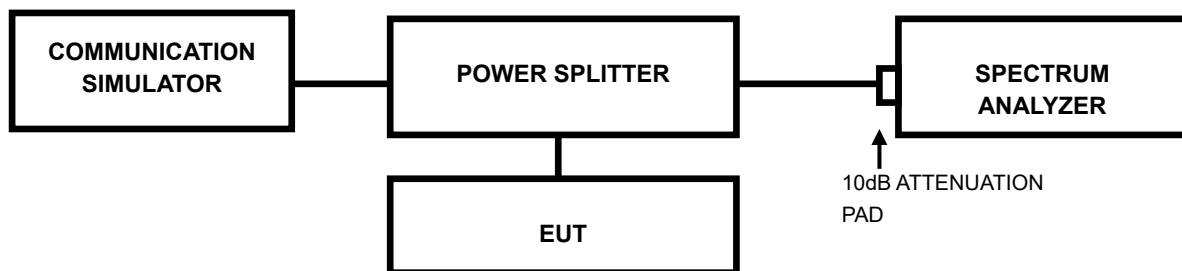 COMMUNICATION
SIMULATOR
POWER SPLITTER
SPECTRUM
ANALYZER
10dB ATTENUATION
PAD
EUT